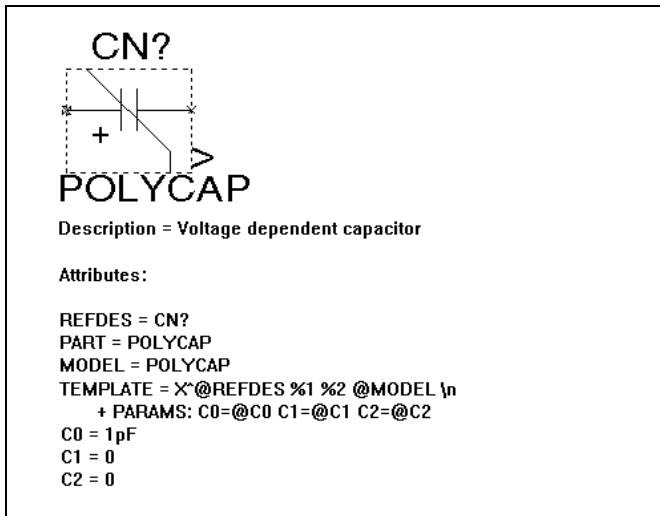 CN?
+
>
POLYCAP
Description = Voltage dependent capacitor
Attributes:
REFDES = CN?
PART = POLYCAP
MODEL = POLYCAP
TEMPLATE = X^@REFDES %1 %2 @MODEL \n
+ PARAMS: C0=@C0 C1=@C1 C2=@C2
C0 = 1pF
C1 = 0
C2 = 0